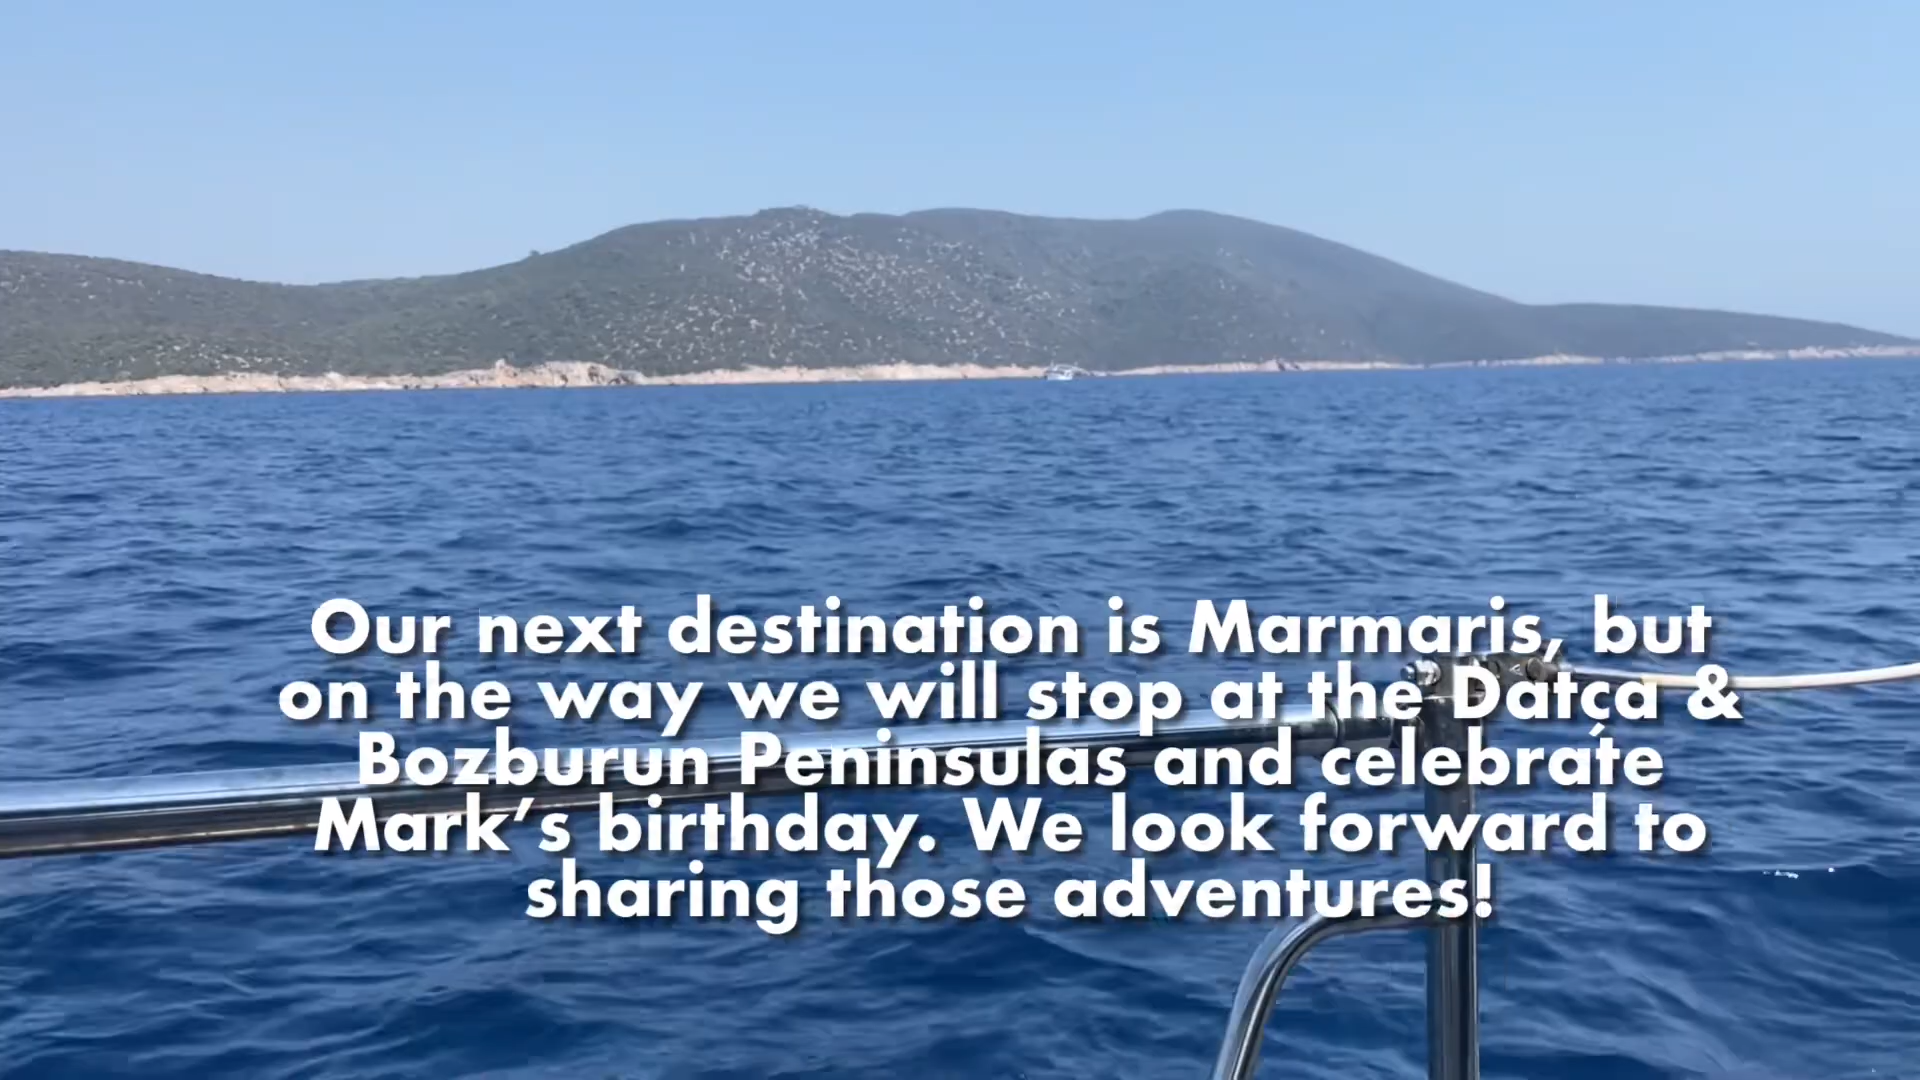 Our next destination is Marmaris, but
on the way we will stop at the Datça &
Bozburun Peninsulas and celebrate
Mark's birthday. We look forward to
sharing those adventures!